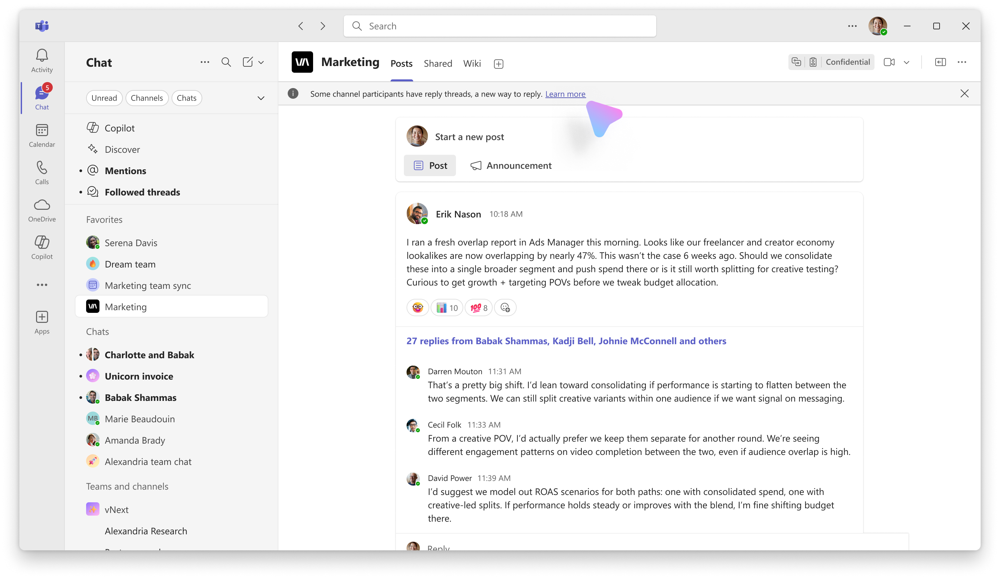 Search
Activity
5
Chat
Calendar
Calls
OneDrive
Copilot
Apps
Chat
Unread
Channels
Chats
Copilot
Discover
Mentions
Followed threads
Favorites
Serena Davis
Dream team
Marketing team sync
Marketing
Chats
Charlotte and Babak
Unicorn invoice
Babak Shammas
MB Marie Beaudouin
Amanda Brady
Alexandria team chat
Teams and channels
vNext
Alexandria Research
Marketing
Posts
Shared
Wiki
Confidential
Some channel participants have reply threads, a new way to reply. Learn more
Start a new post
Post
Announcement
Erik Nason 10:18 AM
I ran a fresh overlap report in Ads Manager this morning. Looks like our freelancer and creator economy
lookalikes are now overlapping by nearly 47%. This wasn’t the case 6 weeks ago. Should we consolidate
these into a single broader segment and push spend there or is it still worth splitting for creative testing?
Curious to get growth + targeting POVs before we tweak budget allocation.
10
100 8
27 replies from Babak Shammas, Kadji Bell, Johnie McConnell and others
Darren Mouton 11:31 AM
That’s a pretty big shift. I’d lean toward consolidating if performance is starting to flatten between the
two segments. We can still split creative variants within one audience if we want signal on messaging.
Cecil Folk 11:33 AM
From a creative POV, I’d actually prefer we keep them separate for another round. We’re seeing
different engagement patterns on video completion between the two, even if audience overlap is high.
David Power 11:39 AM
I’d suggest we model out ROAS scenarios for both paths: one with consolidated spend, one with
creative-led splits. If performance holds steady or improves with the blend, I’m fine shifting budget
there.
Reply